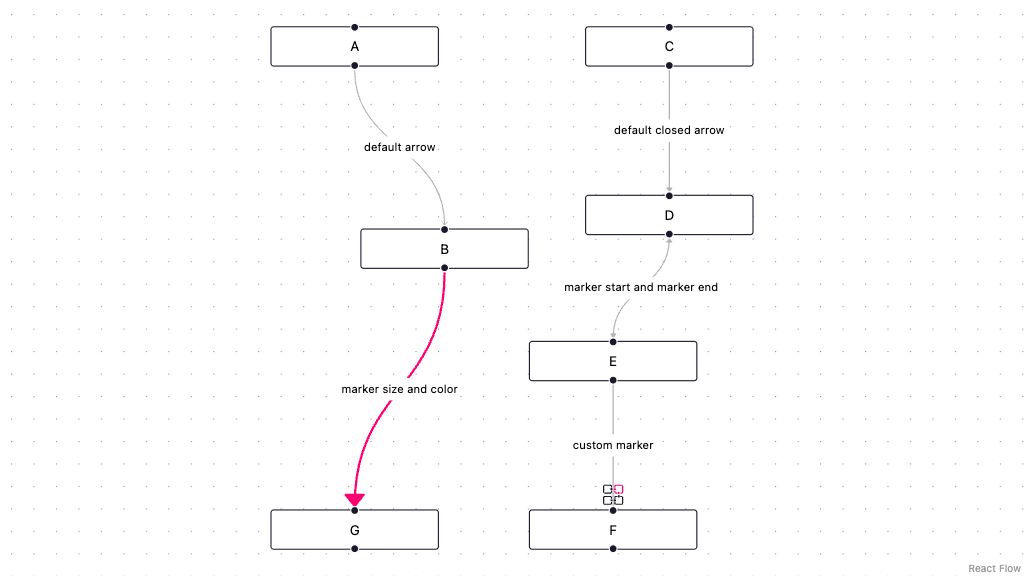 A
C
default closed arrow
default arrow
D
B
marker start and marker end
E
marker size and color
custom marker
G
F
React Flow